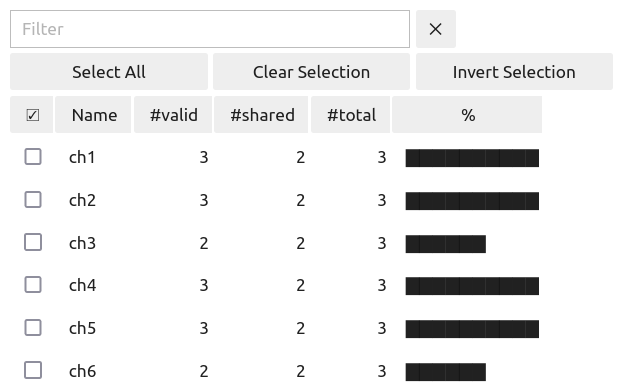 Filter ×
Select All Clear Selection Invert Selection
☑ Name #valid #shared #total %
ch1 3 2 3 ██████████
ch2 3 2 3 ██████████
ch3 2 2 3 ██████
ch4 3 2 3 ██████████
ch5 3 2 3 ██████████
ch6 2 2 3 ██████